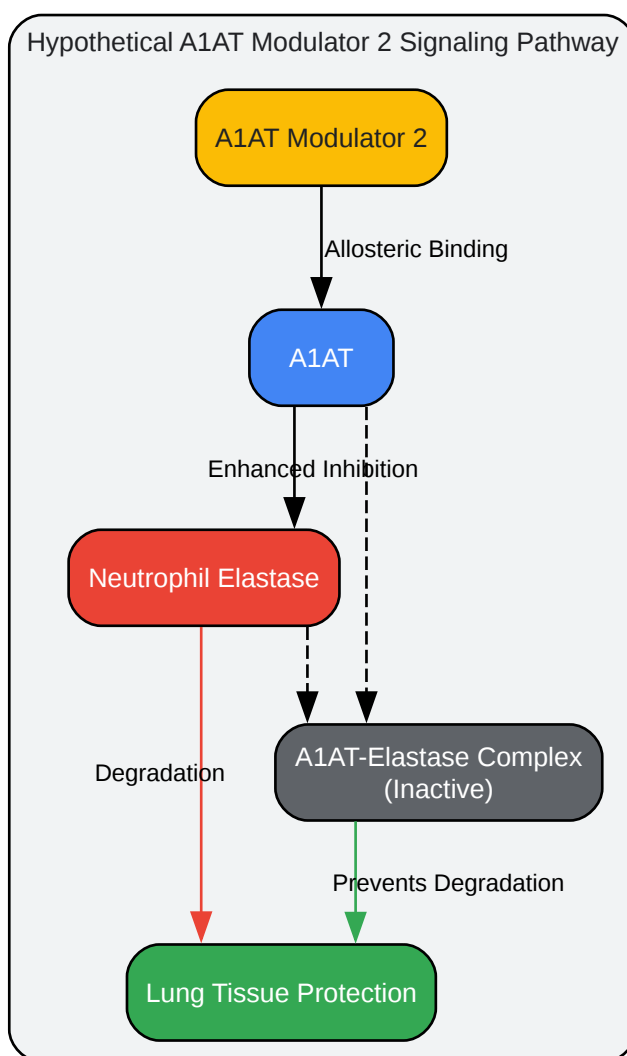 Hypothetical A1AT Modulator 2 Signaling Pathway
A1AT Modulator 2
Allosteric Binding
A1AT
Enhanced Inhibition
Neutrophil Elastase
A1AT-Elastase Complex
(Inactive)
Degradation
Prevents Degradation
Lung Tissue Protection